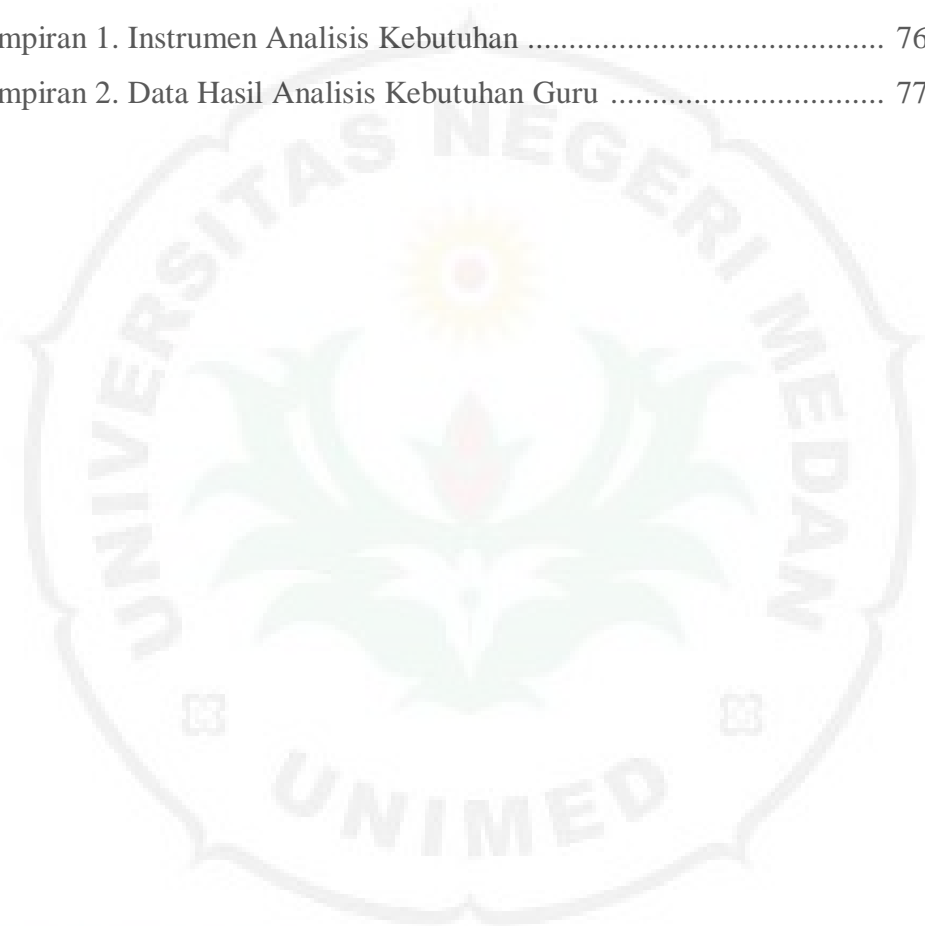 mpiran 1. Instrumen Analisis Kebutuhan ............................................. 76
mpiran 2. Data Hasil Analisis Kebutuhan Guru .................................. 77
UNIVERSITAS NEGERI MEDAN
UNIMED